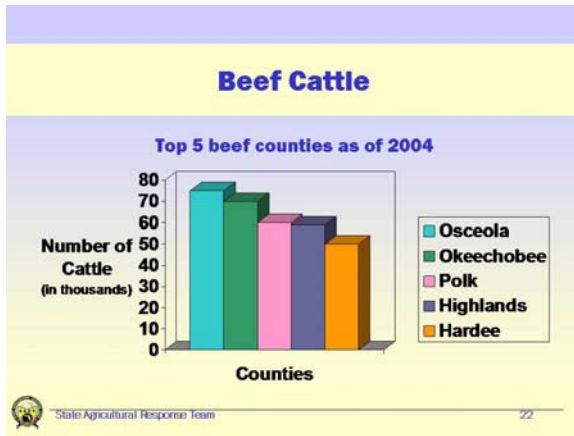 Beef Cattle
Top 5 beef counties as of 2004
80
70
60
50
40
30
20
10
0
Number of
Cattle
(in thousands)
Counties
Osceola
Okeechobee
Polk
Highlands
Hardee
State Agricultural Response Team
22